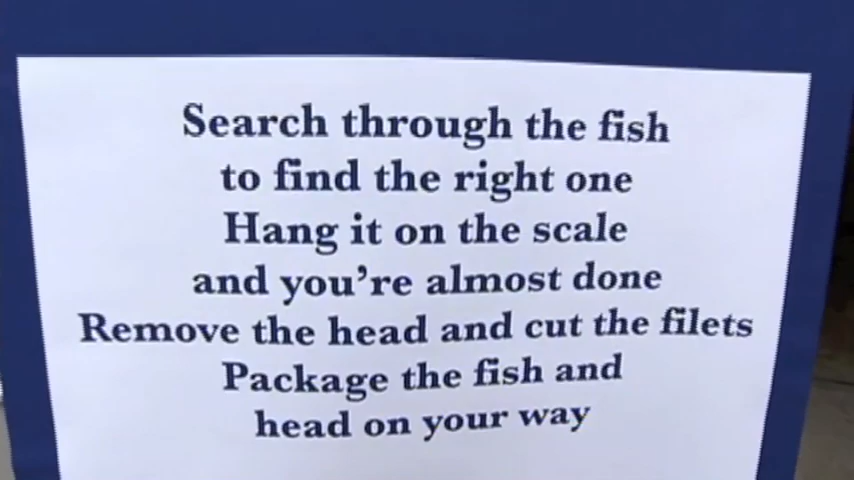 Search through the fish
to find the right one
Hang it on the scale
and you're almost done
Remove the head and cut the filets
Package the fish and
head on your way